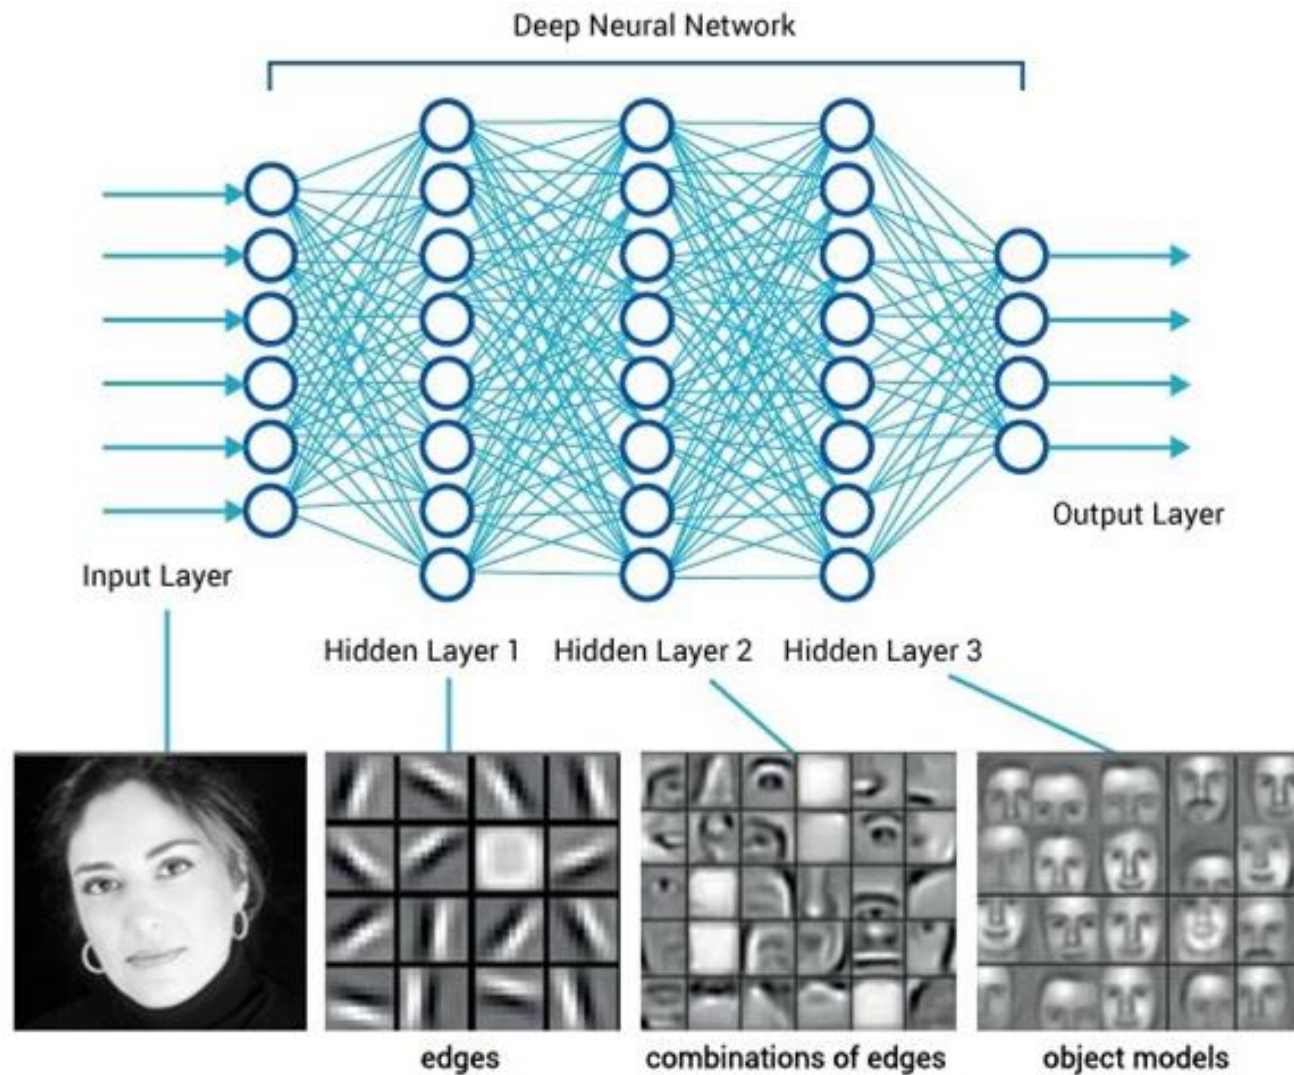 Deep Neural Network
Output Layer
Input Layer
Hidden Layer 1
Hidden Layer 2
Hidden Layer 3
edges
combinations of edges
object models